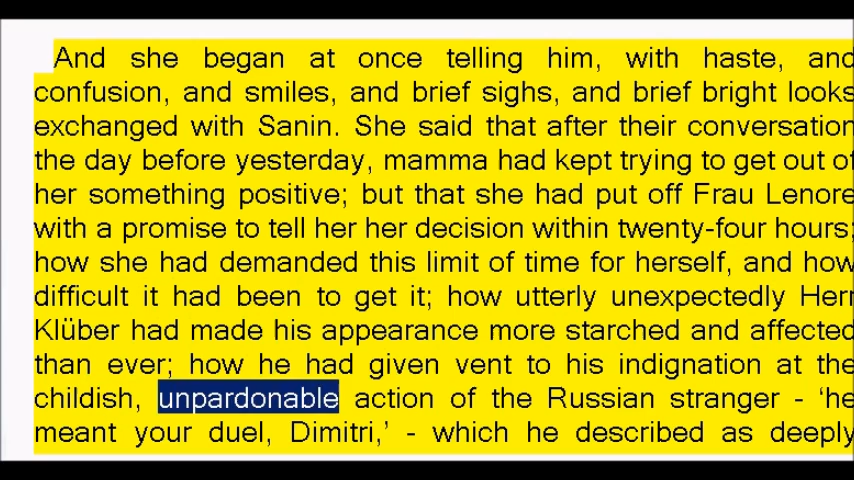 And she began at once telling him, with haste, and
confusion, and smiles, and brief sighs, and brief bright looks
exchanged with Sanin. She said that after their conversation
the day before yesterday, mamma had kept trying to get out of
her something positive; but that she had put off Frau Lenore
with a promise to tell her her decision within twenty-four hours;
how she had demanded this limit of time for herself, and how
difficult it had been to get it; how utterly unexpectedly Herr
Klüber had made his appearance more starched and affected
than ever; how he had given vent to his indignation at the
childish, unpardonable action of the Russian stranger - ‘he
meant your duel, Dimitri,’ - which he described as deeply